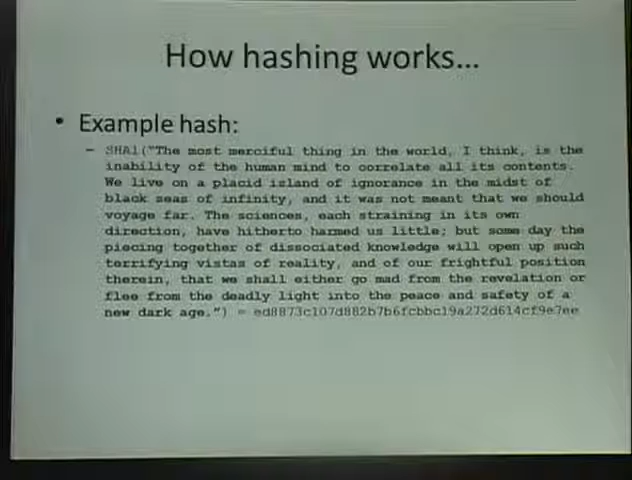 How hashing works...
• Example hash:
– SHA1("The most merciful thing in the world, I think, is the
inability of the human mind to correlate all its contents.
We live on a placid island of ignorance in the midst of
black seas of infinity, and it was not meant that we should
voyage far. The sciences, each straining in its own
direction, have hitherto harmed us little; but some day the
piecing together of dissociated knowledge will open up such
terrifying vistas of reality, and of our frightful position
therein, that we shall either go mad from the revelation or
flee from the deadly light into the peace and safety of a
new dark age.") = ed8873c107d882b7b6fcbbc19a272d614cf9e7ee